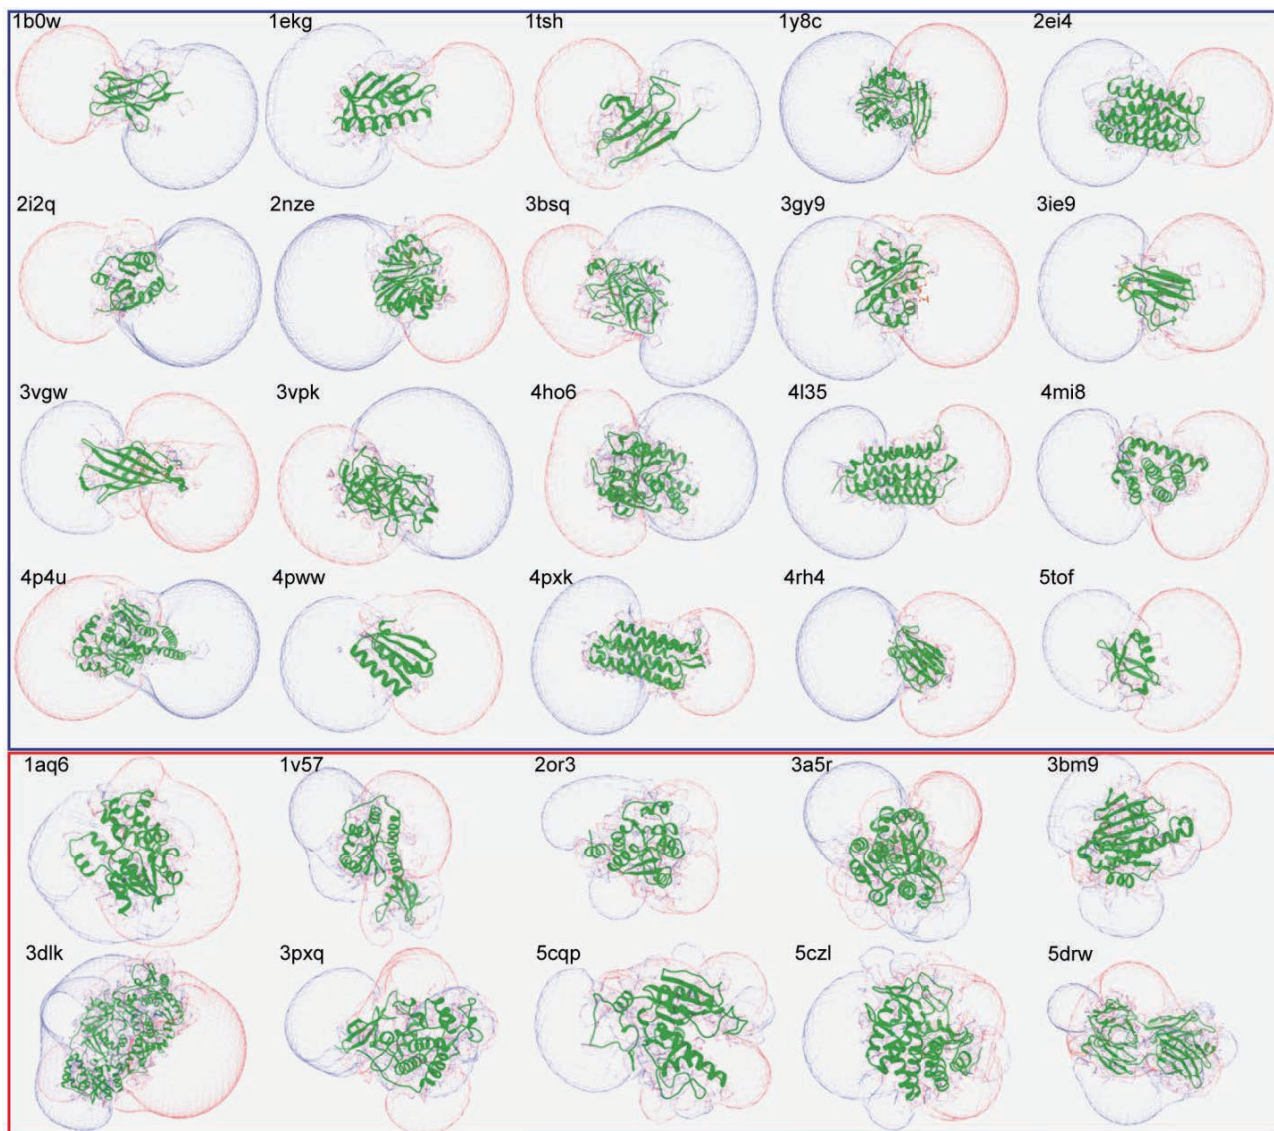 1b0w 1ekg 1tsh 1y8c 2ei4
2i2q 2nze 3bsq 3gy9 3ie9
3vgw 3vpk 4ho6 4l35 4mi8
4p4u 4pww 4pxk 4rh4 5tof
1aq6 1v57 2or3 3a5r 3bm9
3dlk 3pxq 5cqp 5czl 5drw